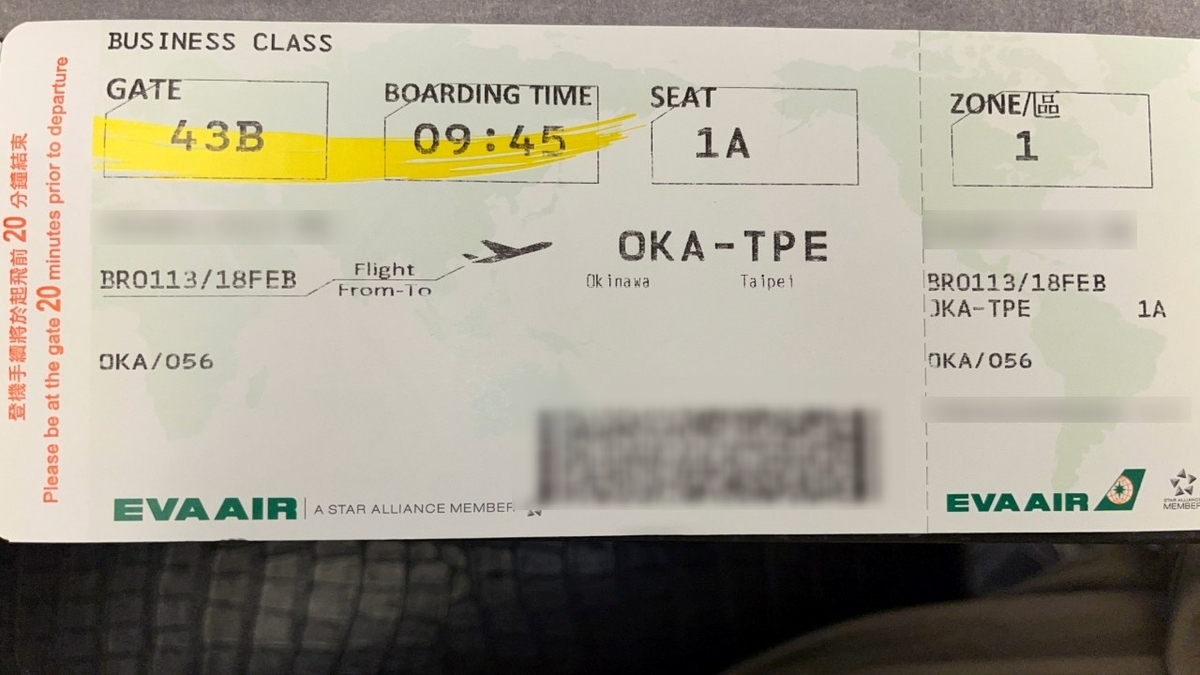 BUSINESS CLASS
GATE
43B
BOARDING TIME
09:45
SEAT
1A
BR0113/18FEB
Flight
From-To
OKA-TPE
Okinawa
Taipei
OKA/056
EVA AIR
A STAR ALLIANCE MEMBER
登機手續將於起飛前 20 分鐘結束
Please be at the gate 20 minutes prior to departure
ZONE/區
1
BR0113/18FEB
OKA-TPE 1A
OKA/056
EVA AIR
STAR ALLIANCE
MEMBER